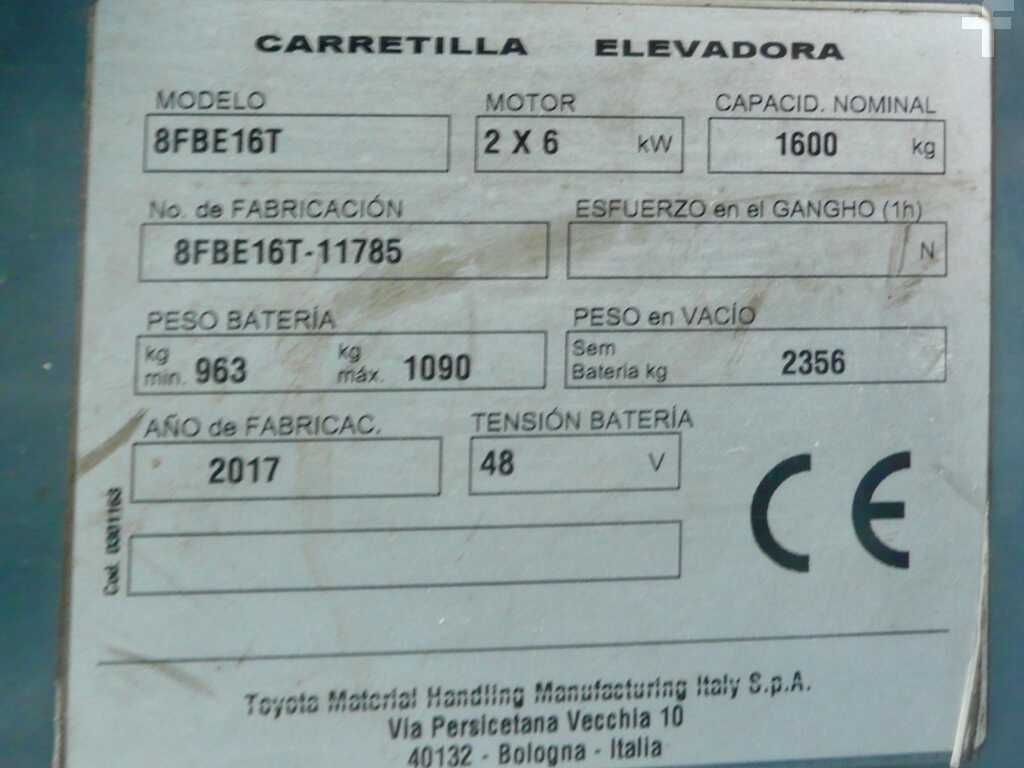 CARRETILLA ELEVADORA
MODELO MOTOR CAPACID. NOMINAL
8FBE16T 2 X 6 kW 1600 kg
No. de FABRICACIÓN ESFUERZO en el GANGHO (1h)
8FBE16T-11785 N
PESO BATERÍA PESO en VACÍO
kg min. 963 kg máx. 1090 Sem Bateria kg 2356
AÑO de FABRICAC. TENSIÓN BATERÍA
2017 48 V
CE
Cod. 0301163
Toyota Material Handling Manufacturing Italy S.p.A.
Via Persicetana Vecchia 10
40132 - Bologna - Italia